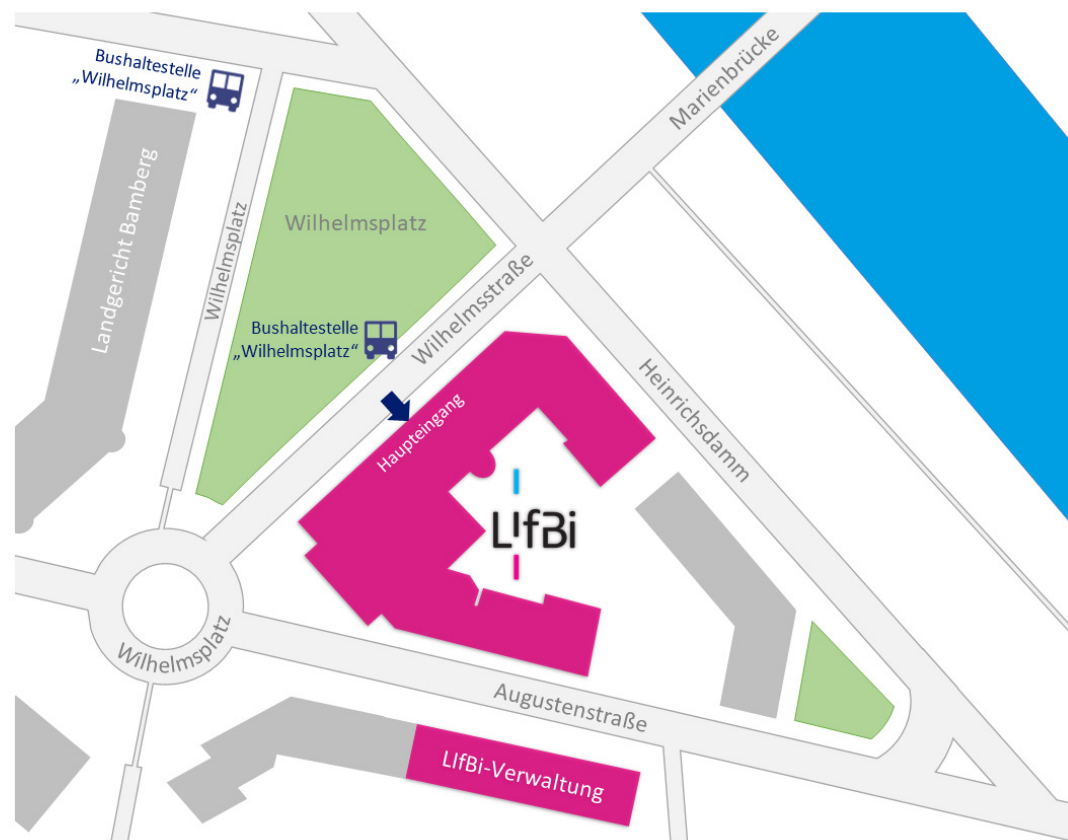 Bushaltestelle
„Wilhelmsplatz“
Marienbrücke
Landgericht Bamberg
Wilhelmsplatz
Wilhelmsplatz
Wilhelmsstraße
Bushaltestelle
„Wilhelmsplatz“
Haupteingang
Heinrichsdamm
LIfBi
Wilhelmsplatz
Augustenstraße
LIfBi-Verwaltung